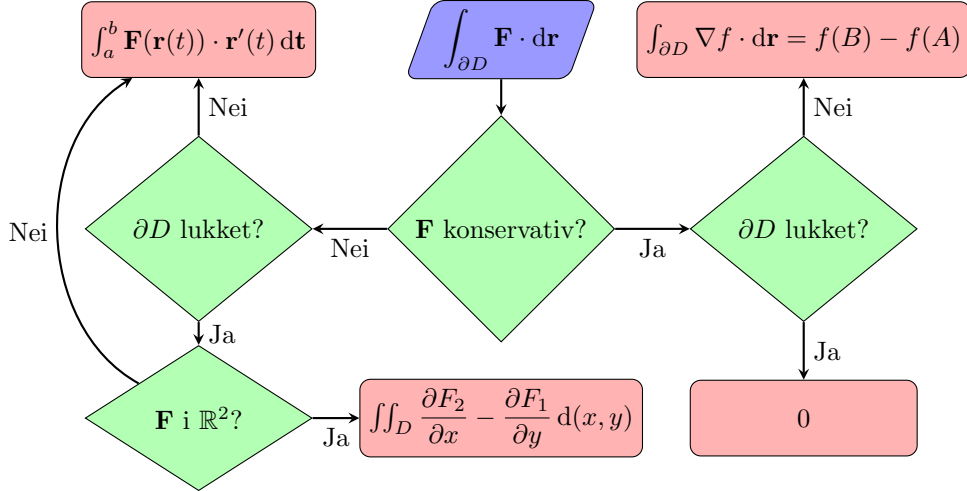 ∫_a^b 𝐅(𝐫(t)) · 𝐫′(t) d𝐭
∫_{∂D} 𝐅 · d𝐫
∫_{∂D} ∇f · d𝐫 = f(B) − f(A)
Nei
Nei
∂D lukket?
𝐅 konservativ?
∂D lukket?
Nei
Nei
Ja
Ja
Ja
𝐅 i ℝ²?
Ja
∬_D ∂F₂/∂x − ∂F₁/∂y d(x, y)
0